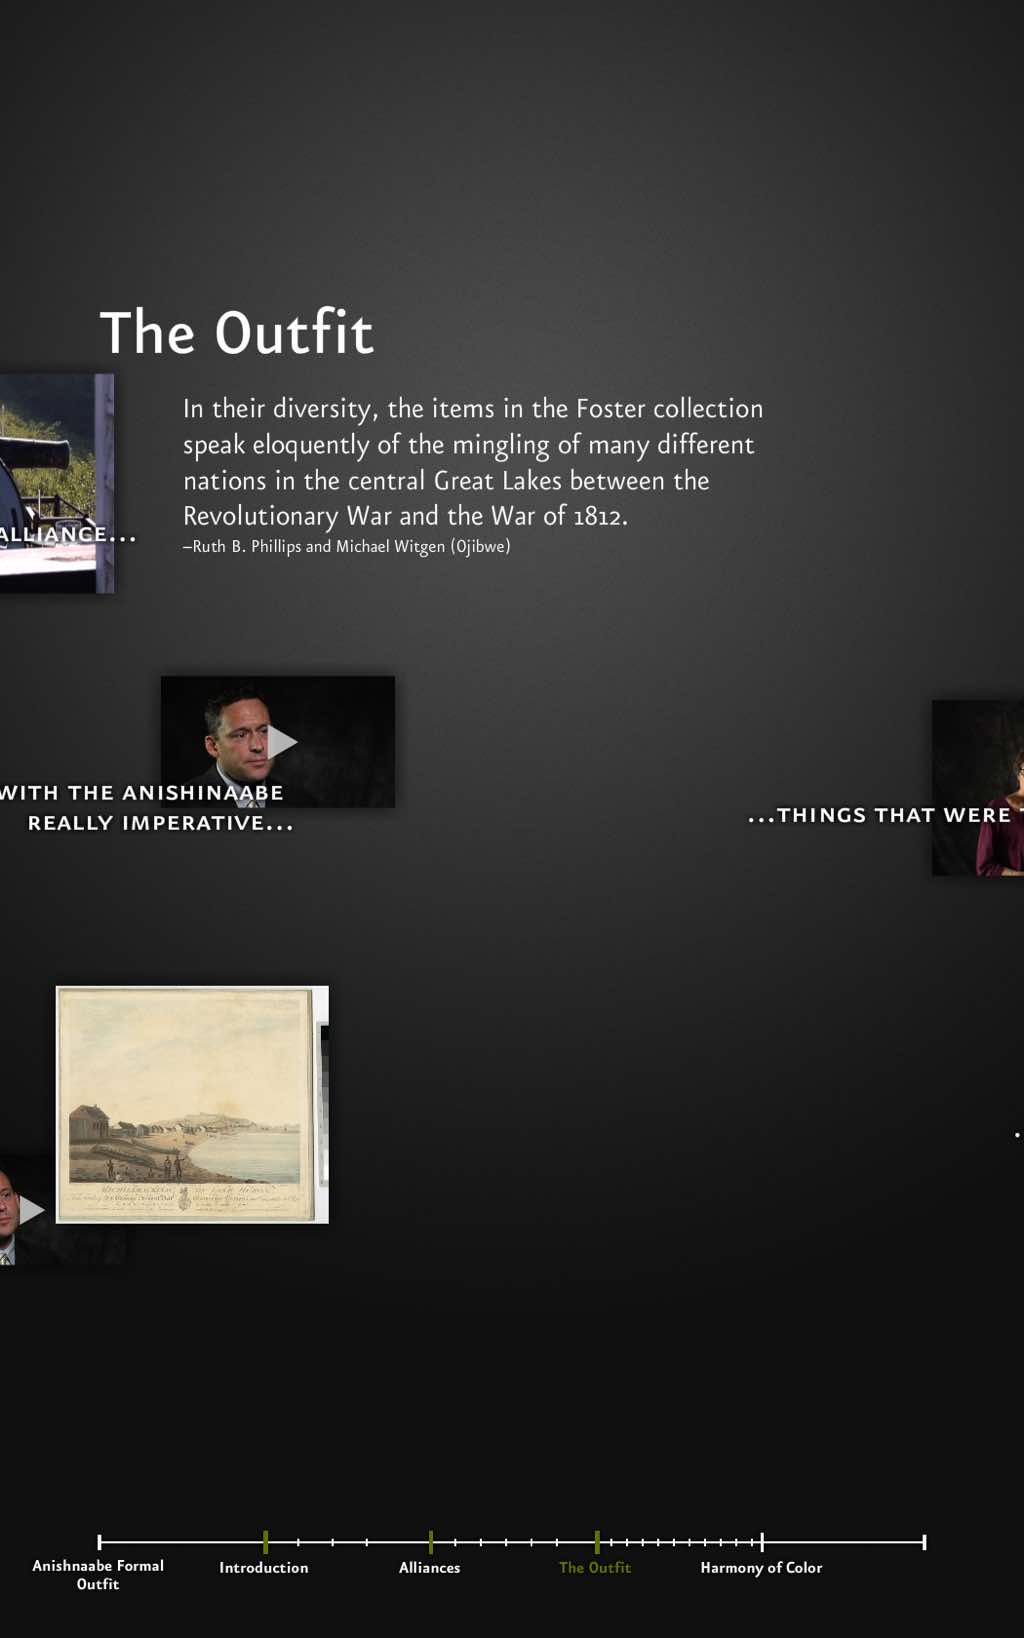 The Outfit
In their diversity, the items in the Foster collection
speak eloquently of the mingling of many different
nations in the central Great Lakes between the
Revolutionary War and the War of 1812.
–Ruth B. Phillips and Michael Witgen (Ojibwe)
ALLIANCE...
WITH THE ANISHINAABE
REALLY IMPERATIVE...
...THINGS THAT WERE
Anishnaabe Formal
Outfit
Introduction
Alliances
The Outfit
Harmony of Color